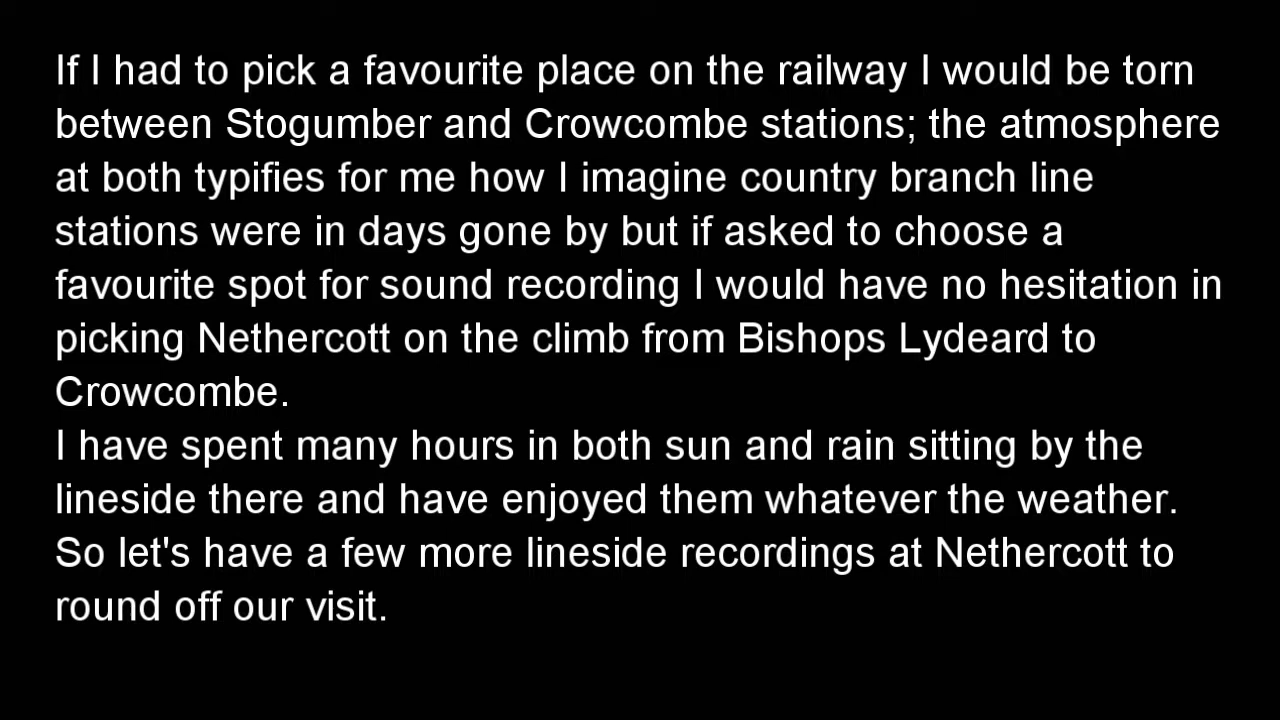 If I had to pick a favourite place on the railway I would be torn
between Stogumber and Crowcombe stations; the atmosphere
at both typifies for me how I imagine country branch line
stations were in days gone by but if asked to choose a
favourite spot for sound recording I would have no hesitation in
picking Nethercott on the climb from Bishops Lydeard to
Crowcombe.
I have spent many hours in both sun and rain sitting by the
lineside there and have enjoyed them whatever the weather.
So let's have a few more lineside recordings at Nethercott to
round off our visit.